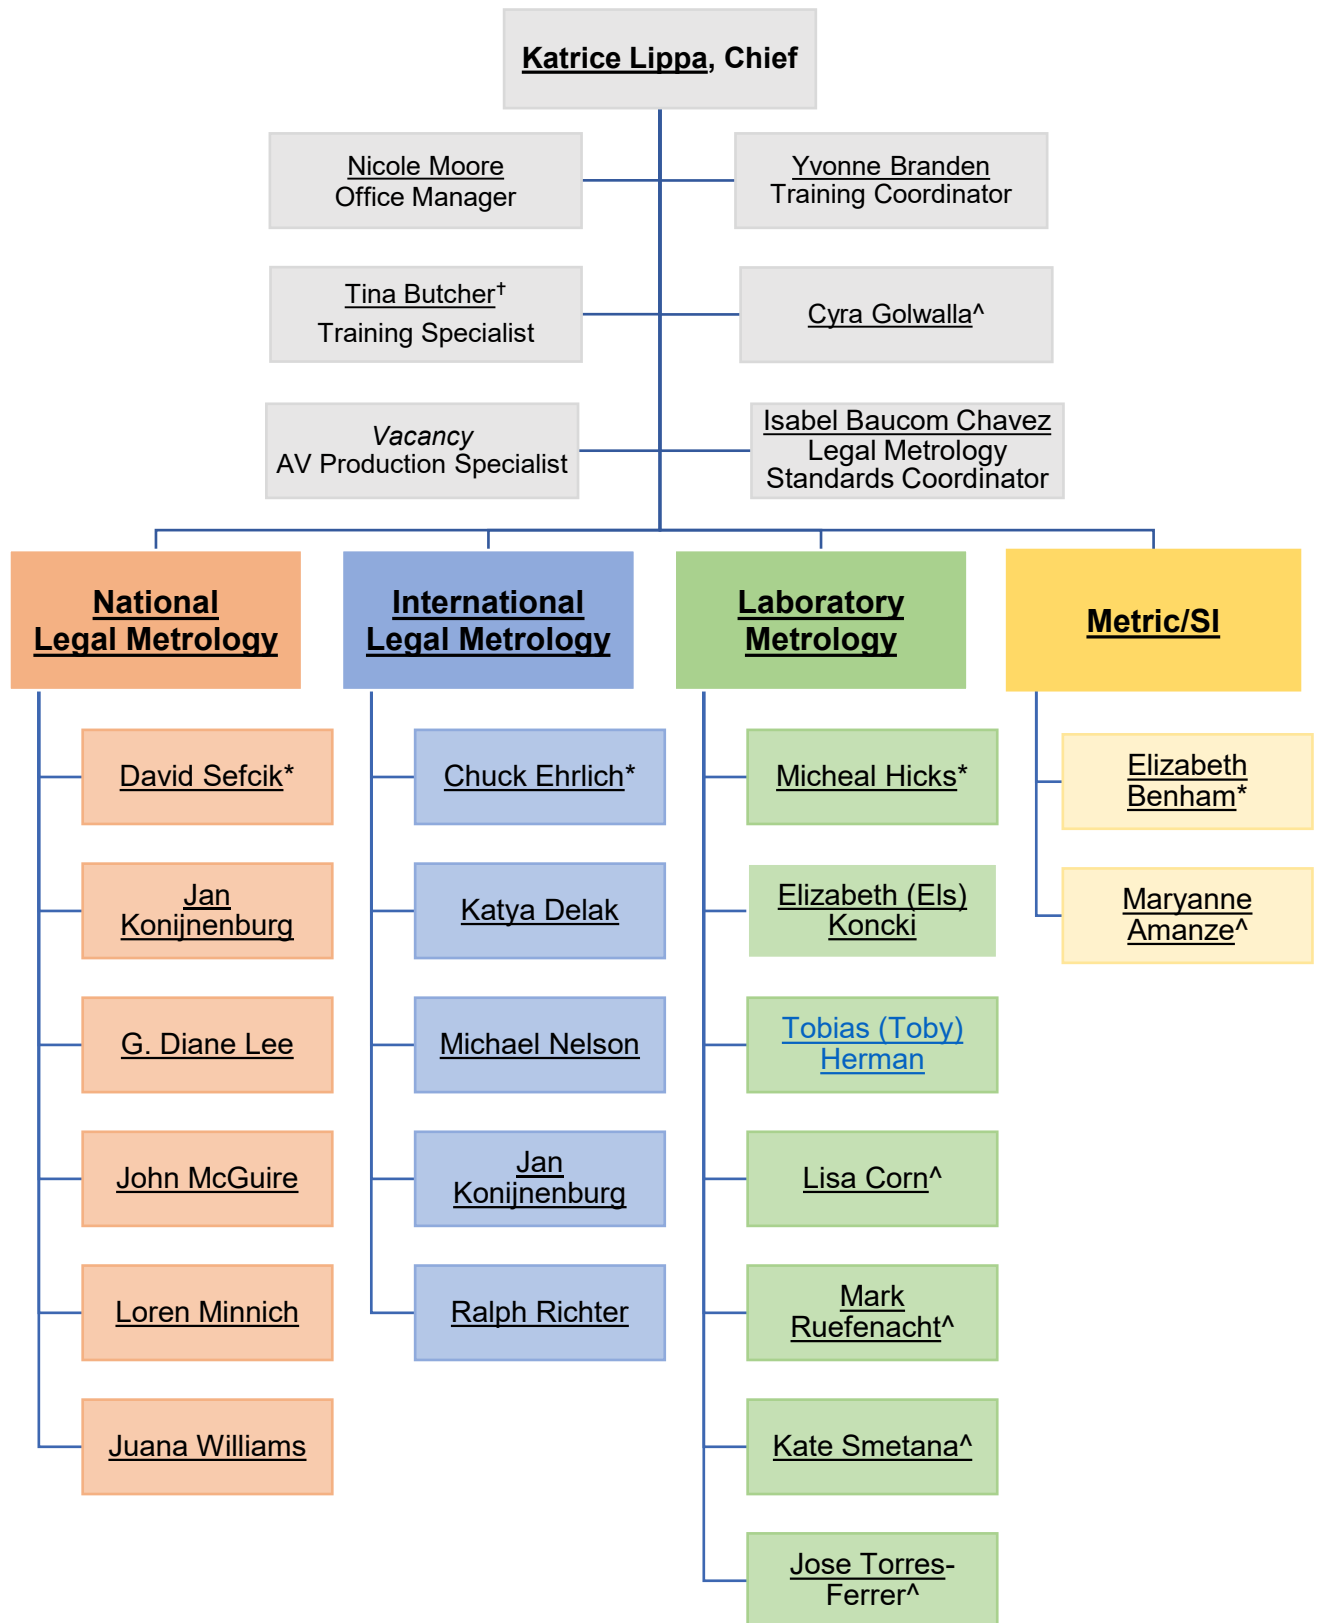 Katrice Lippa, Chief
Nicole Moore
Office Manager
Yvonne Branden
Training Coordinator
Tina Butcher†
Training Specialist
Cyra Golwalla^
Vacancy
AV Production Specialist
Isabel Baucom Chavez
Legal Metrology
Standards Coordinator
National
Legal Metrology
David Sefcik*
Jan
Konijnenburg
G. Diane Lee
John McGuire
Loren Minnich
Juana Williams
International
Legal Metrology
Chuck Ehrlich*
Katya Delak
Michael Nelson
Jan
Konijnenburg
Ralph Richter
Laboratory
Metrology
Micheal Hicks*
Elizabeth (Els)
Koncki
Tobias (Toby)
Herman
Lisa Corn^
Mark
Ruefenacht^
Kate Smetana^
Jose Torres-
Ferrer^
Metric/SI
Elizabeth
Benham*
Maryanne
Amanze^